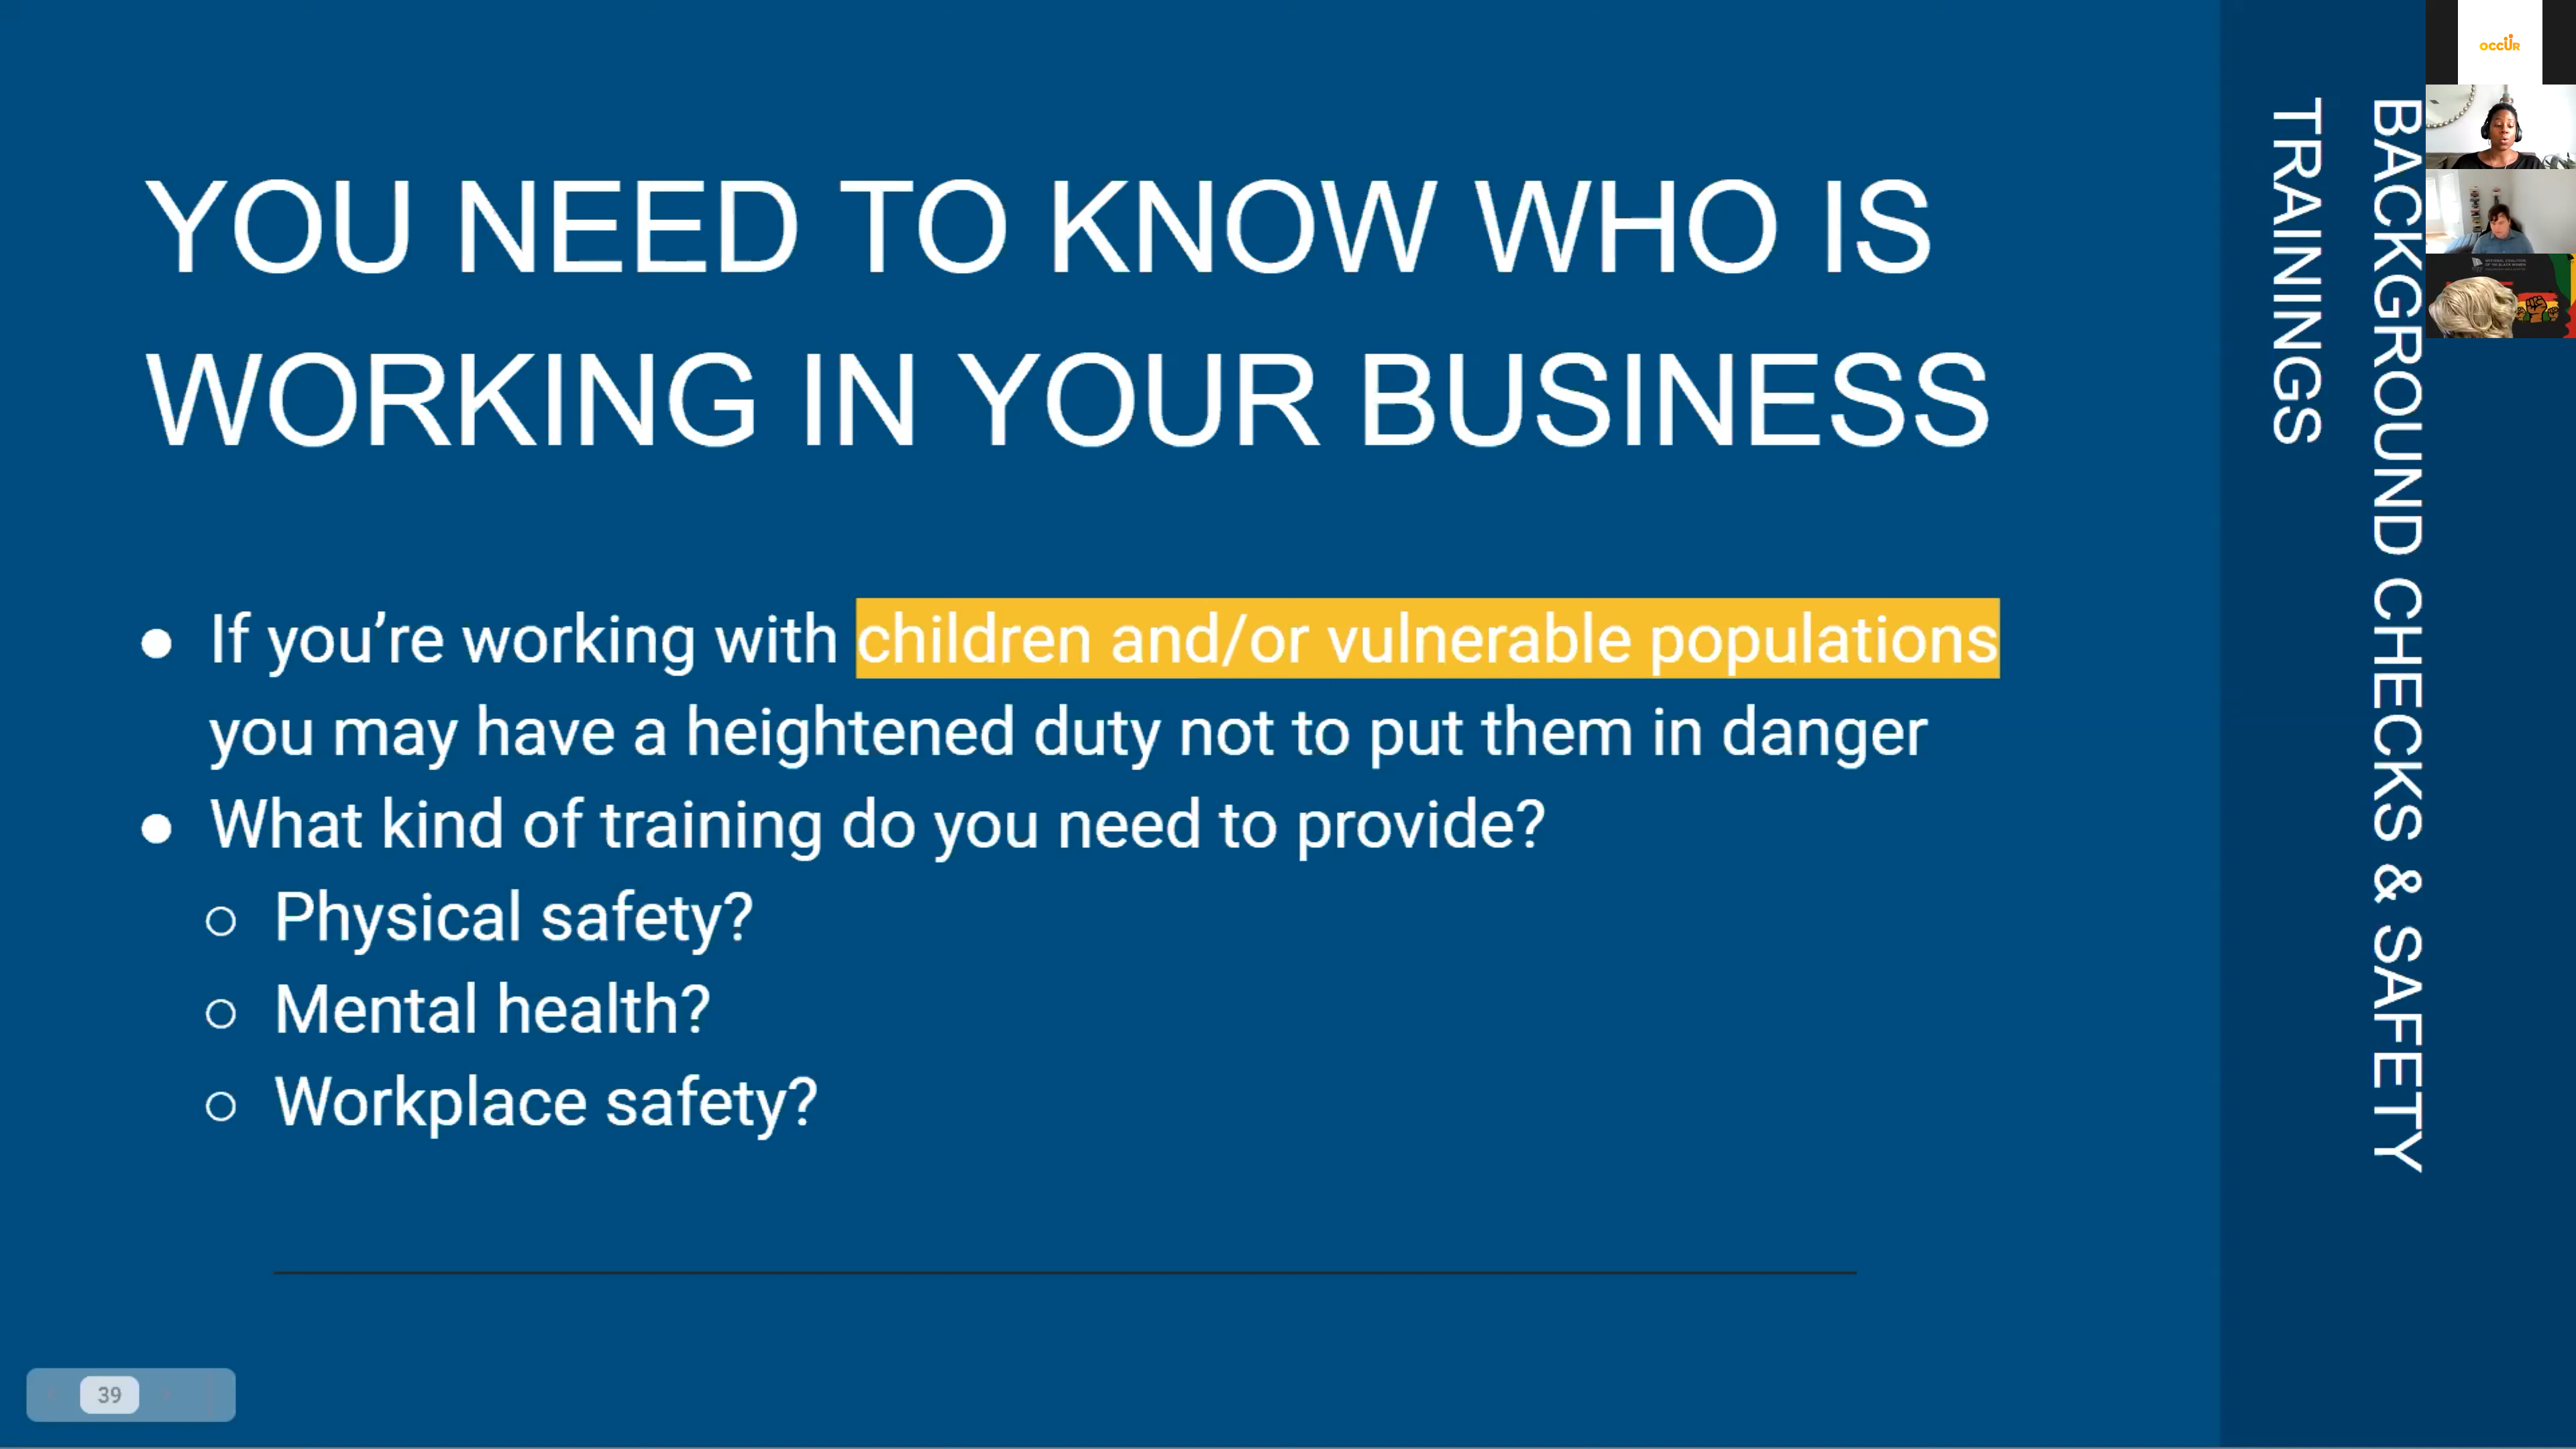 YOU NEED TO KNOW WHO IS
WORKING IN YOUR BUSINESS
● If you’re working with children and/or vulnerable populations
you may have a heightened duty not to put them in danger
● What kind of training do you need to provide?
○ Physical safety?
○ Mental health?
○ Workplace safety?
BACKGROUND CHECKS & SAFETY
TRAININGS
occUR
39